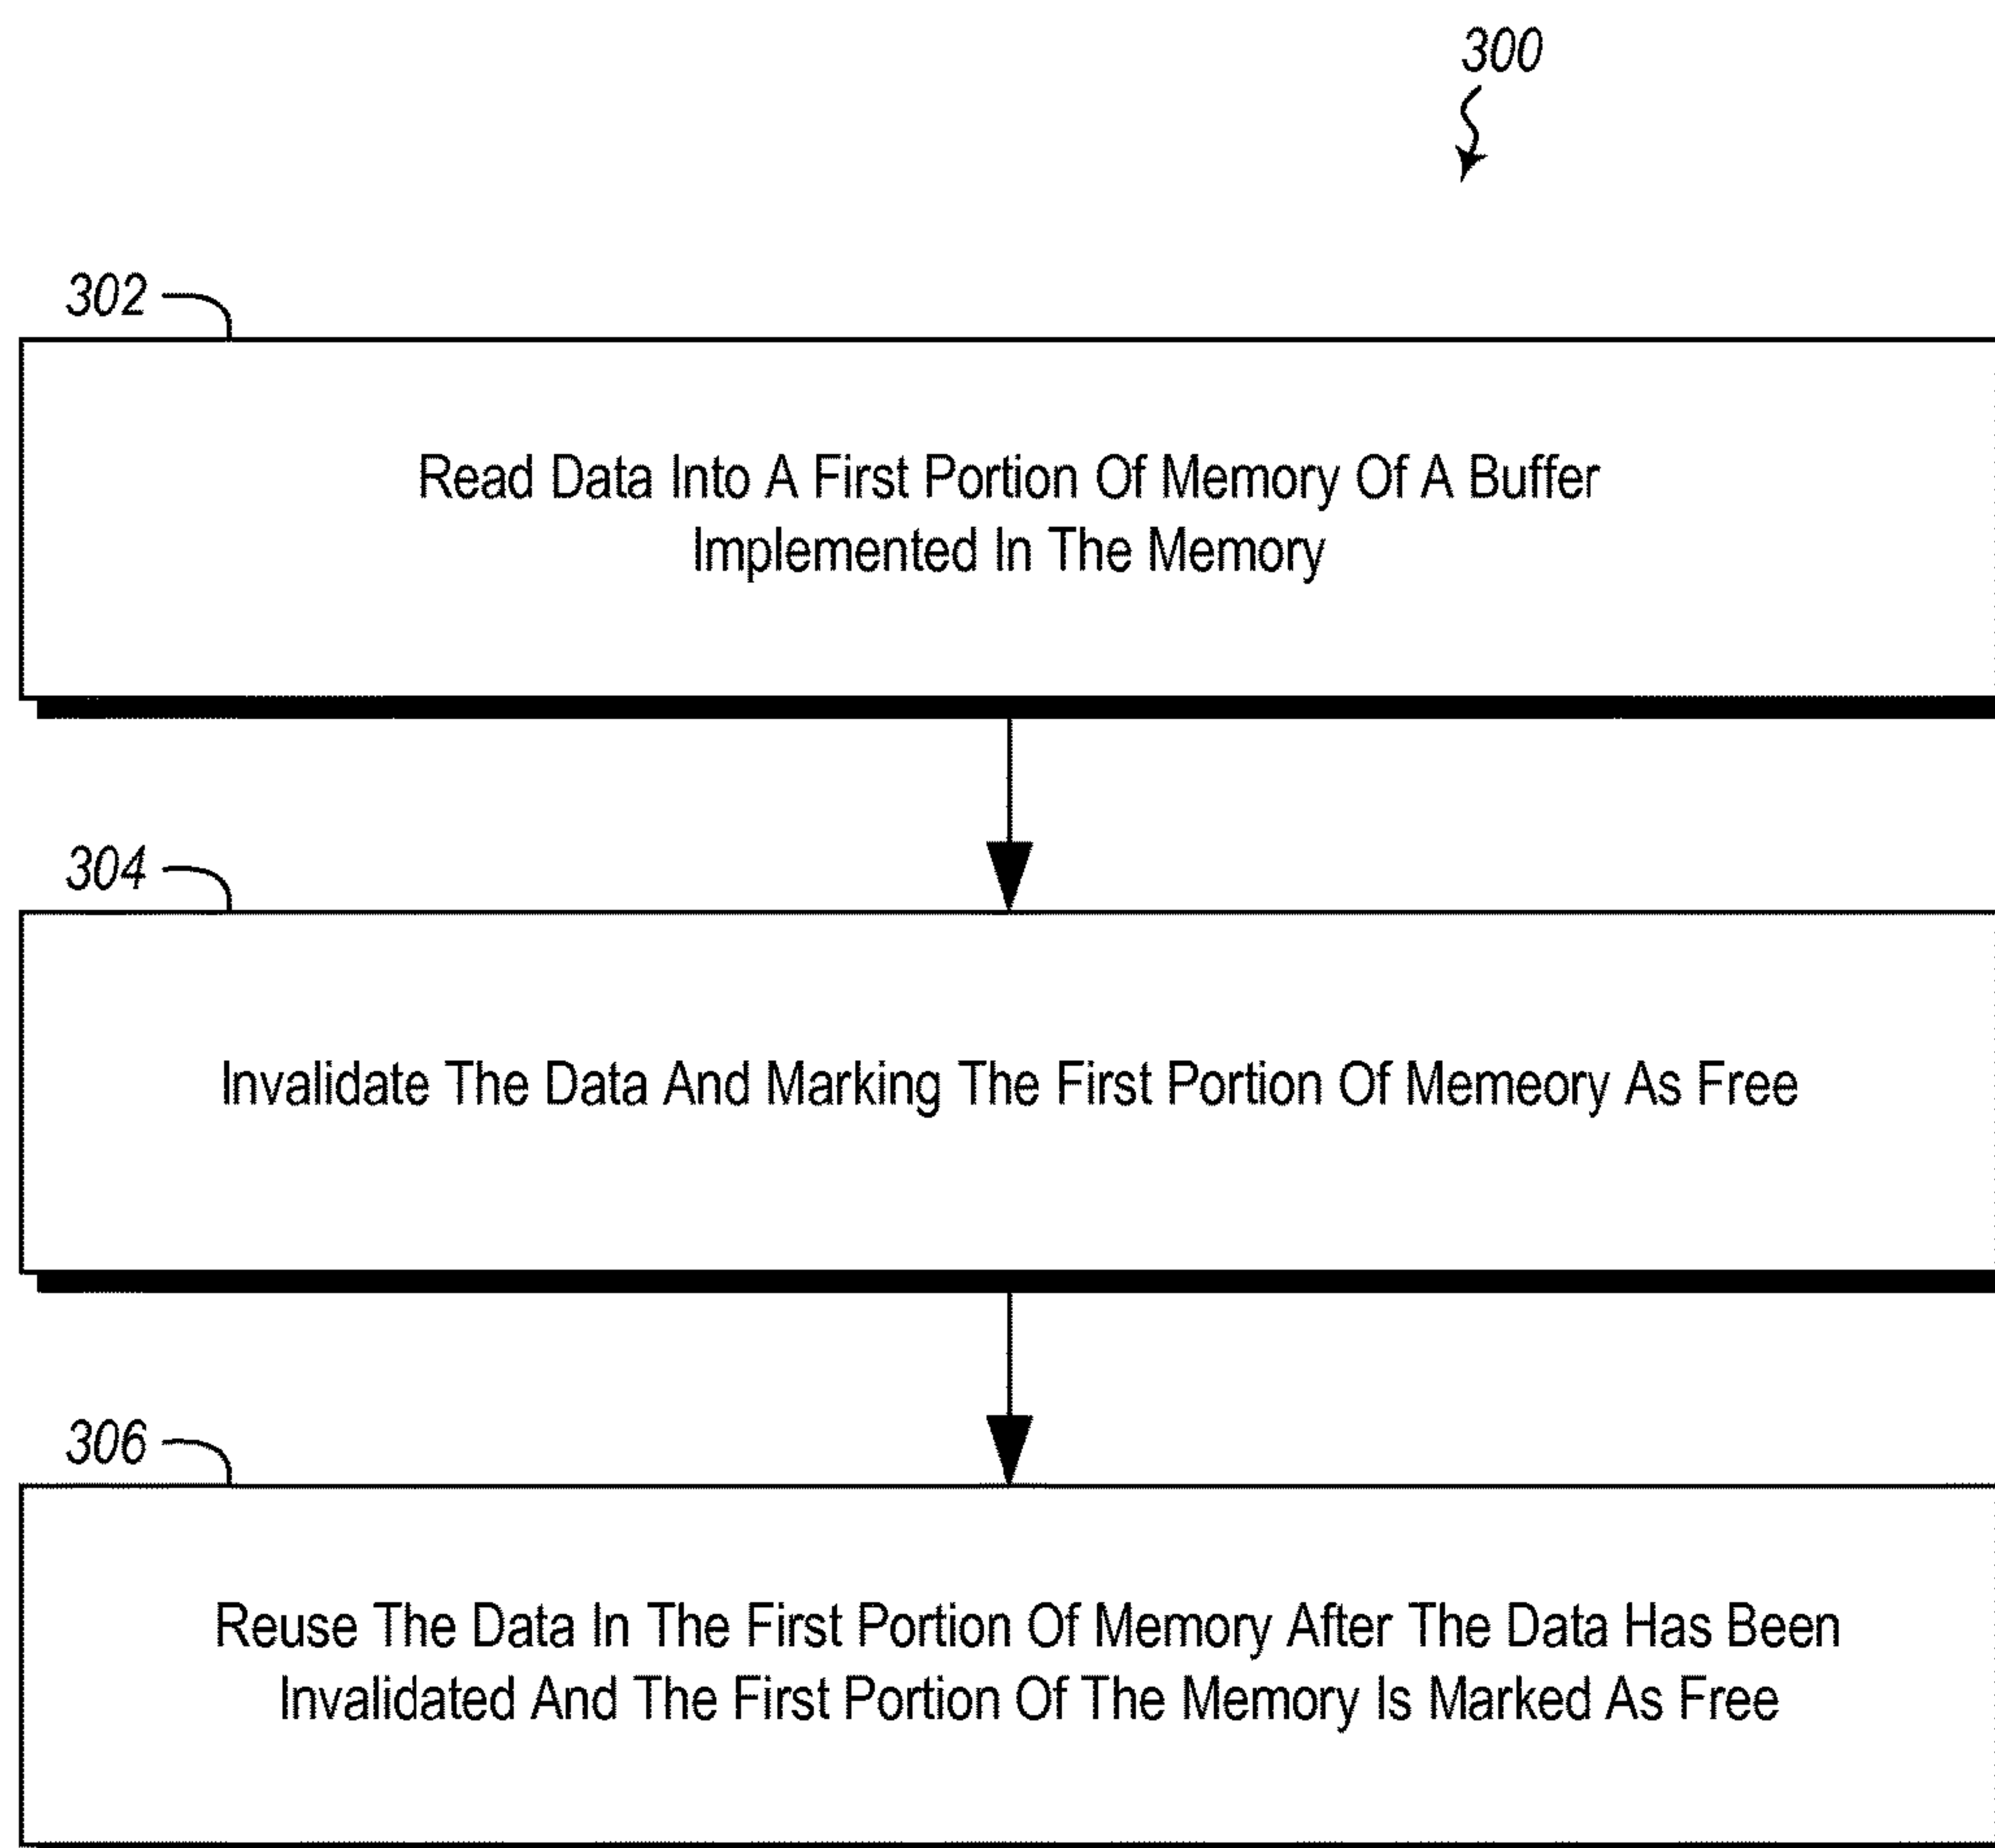 300
302
Read Data Into A First Portion Of Memory Of A Buffer
Implemented In The Memory
304
Invalidate The Data And Marking The First Portion Of Memeory As Free
306
Reuse The Data In The First Portion Of Memory After The Data Has Been
Invalidated And The First Portion Of The Memory Is Marked As Free